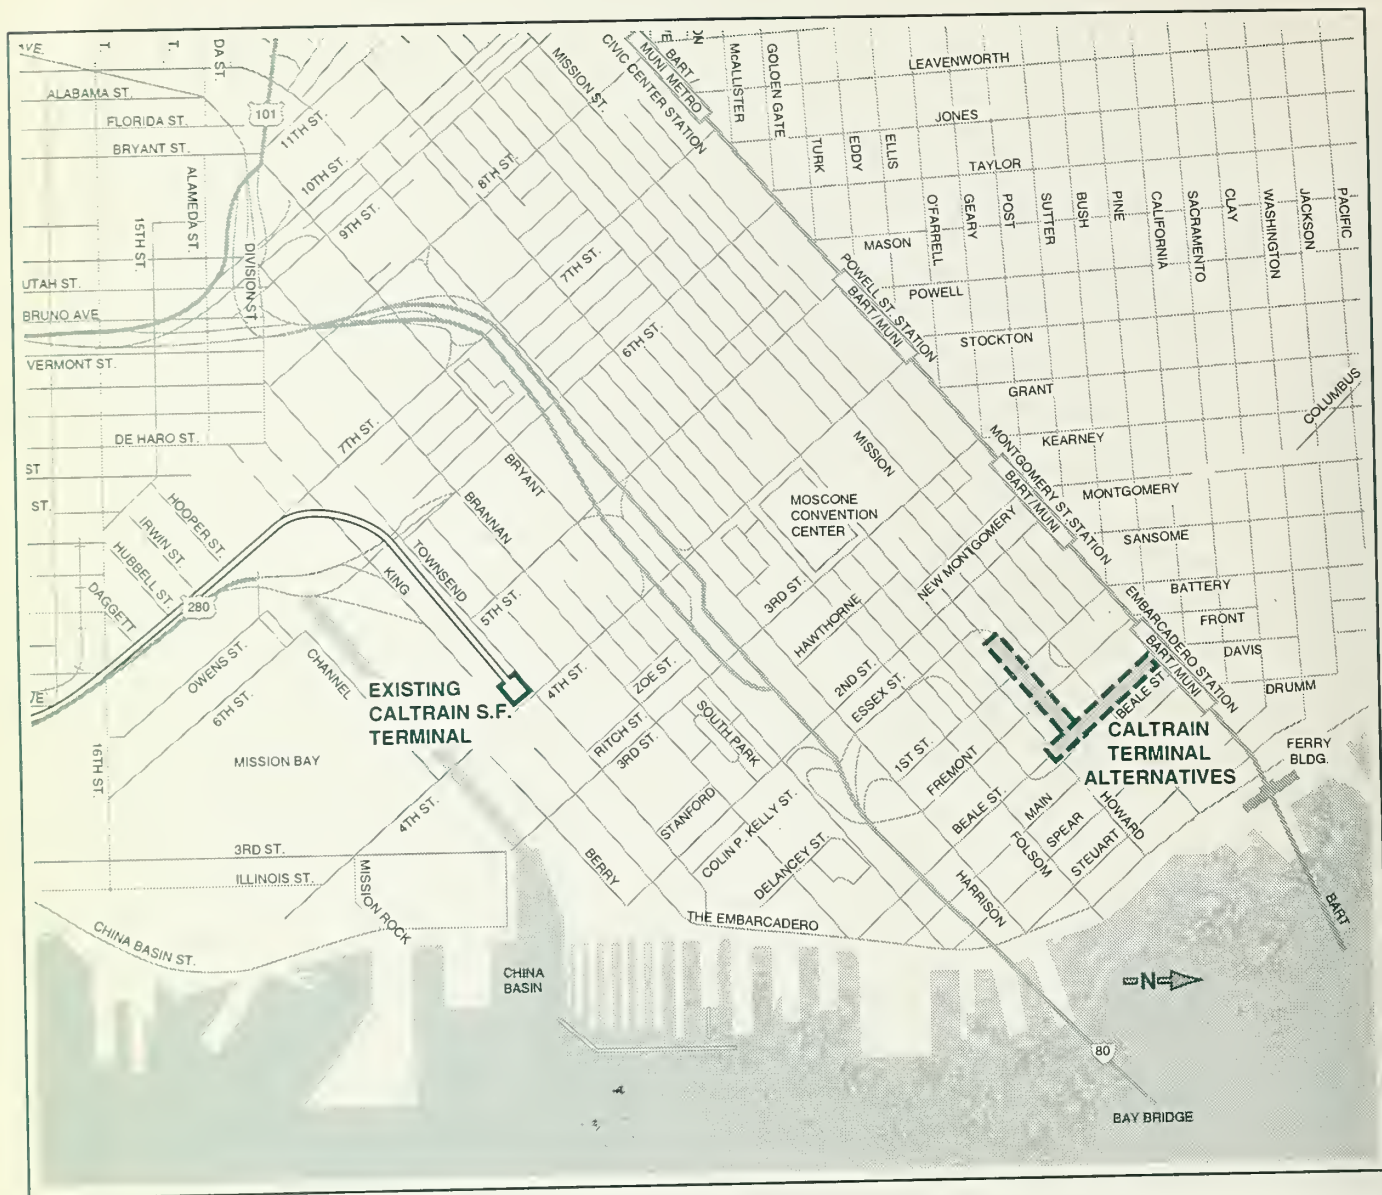 AVE.
ALABAMA ST.
FLORIDA ST.
BRYANT ST.
T.
T.
DA ST.
101
11TH ST.
10TH ST.
9TH ST.
8TH ST.
7TH ST.
6TH ST.
MISSION ST.
CIVIC CENTER STATION
BART /
MUNI METRO
McALLISTER
GOLDEN GATE
TURK
EDDY
ELLIS
LEAVENWORTH
JONES
TAYLOR
O'FARRELL
GEARY
POST
SUTTER
BUSH
PINE
CALIFORNIA
SACRAMENTO
CLAY
WASHINGTON
JACKSON
PACIFIC
MASON
POWELL
STOCKTON
GRANT
KEARNEY
COLUMBUS
POWELL ST. STATION
BART/MUNI
ALAMEDA ST.
15TH ST
DIVISION ST
UTAH ST.
BRUNO AVE
VERMONT ST.
DE HARO ST.
ST
ST.
7TH ST.
BRYANT
BRANNAN
TOWNSEND
KING
5TH ST.
HOOPER ST.
IRWIN ST.
HUBBELL ST.
DAGGETT
280
OWENS ST.
6TH ST.
CHANNEL
MISSION
MOSCONE
CONVENTION
CENTER
MONTGOMERY ST. STATION
BART/MUNI
MONTGOMERY
SANSOME
BATTERY
FRONT
DAVIS
DRUMM
NEW MONTGOMERY
3RD ST.
HAWTHORNE
2ND ST.
ESSEX ST.
EMBARCADERO STATION
BART/MUNI
BEALE ST.
EXISTING
CALTRAIN S.F.
TERMINAL
4TH ST.
ZOE ST.
RITCH ST.
3RD ST.
SOUTH PARK
1ST ST.
FREMONT
BEALE ST.
MAIN
SPEAR
FOLSOM
HOWARD
STEUART
CALTRAIN
TERMINAL
ALTERNATIVES
FERRY
BLDG.
16TH ST.
MISSION BAY
4TH ST.
3RD ST.
ILLINOIS ST.
MISSION ROCK
CHINA BASIN ST.
STANFORD
COLIN P. KELLY ST.
DELANCEY ST.
BERRY
THE EMBARCADERO
HARRISON
BART
CHINA
BASIN
N
80
BAY BRIDGE